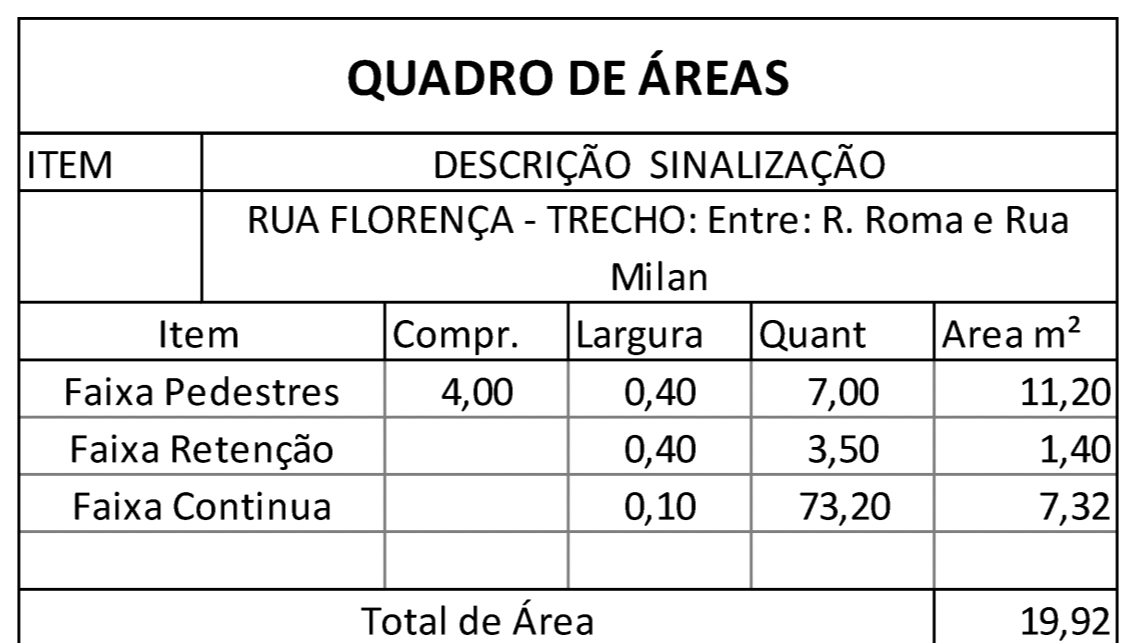 QUADRO DE ÁREAS
ITEM DESCRIÇÃO SINALIZAÇÃO
RUA FLORENÇA - TRECHO: Entre: R. Roma e Rua
Milan
Item Compr. Largura Quant Area m²
Faixa Pedestres 4,00 0,40 7,00 11,20
Faixa Retenção 0,40 3,50 1,40
Faixa Continua 0,10 73,20 7,32
Total de Área 19,92